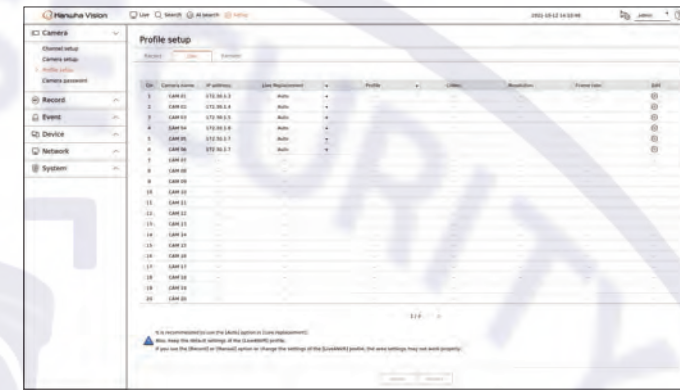 Hanwha Vision
Live Search AI search Setup
2021-10-12 14:10:46
admin
Camera
Channel setup
Camera setup
Profile setup
Camera password
Record
Event
Device
Network
System
Profile setup
Record Live Remote
CH Camera name IP address Live Replacement Profile Codec Resolution Frame rate Edit
1 CAM 01 172.30.1.3 Auto
2 CAM 02 172.30.1.4 Auto
3 CAM 03 172.30.1.5 Auto
4 CAM 04 172.30.1.6 Auto
5 CAM 05 172.30.1.7 Auto
6 CAM 06 172.30.1.7 Auto
7 CAM 07
8 CAM 08
9 CAM 09
10 CAM 10
11 CAM 11
12 CAM 12
13 CAM 13
14 CAM 14
15 CAM 15
16 CAM 16
17 CAM 17
18 CAM 18
19 CAM 19
20 CAM 20
It is recommended to use the [Auto] option in [Live Replacement].
Also, keep the default settings of the [Live4NVR] profile.
If you use the [Record] or [Manual] option or change the settings of the [Live4NVR] profile, the area settings may not work properly.